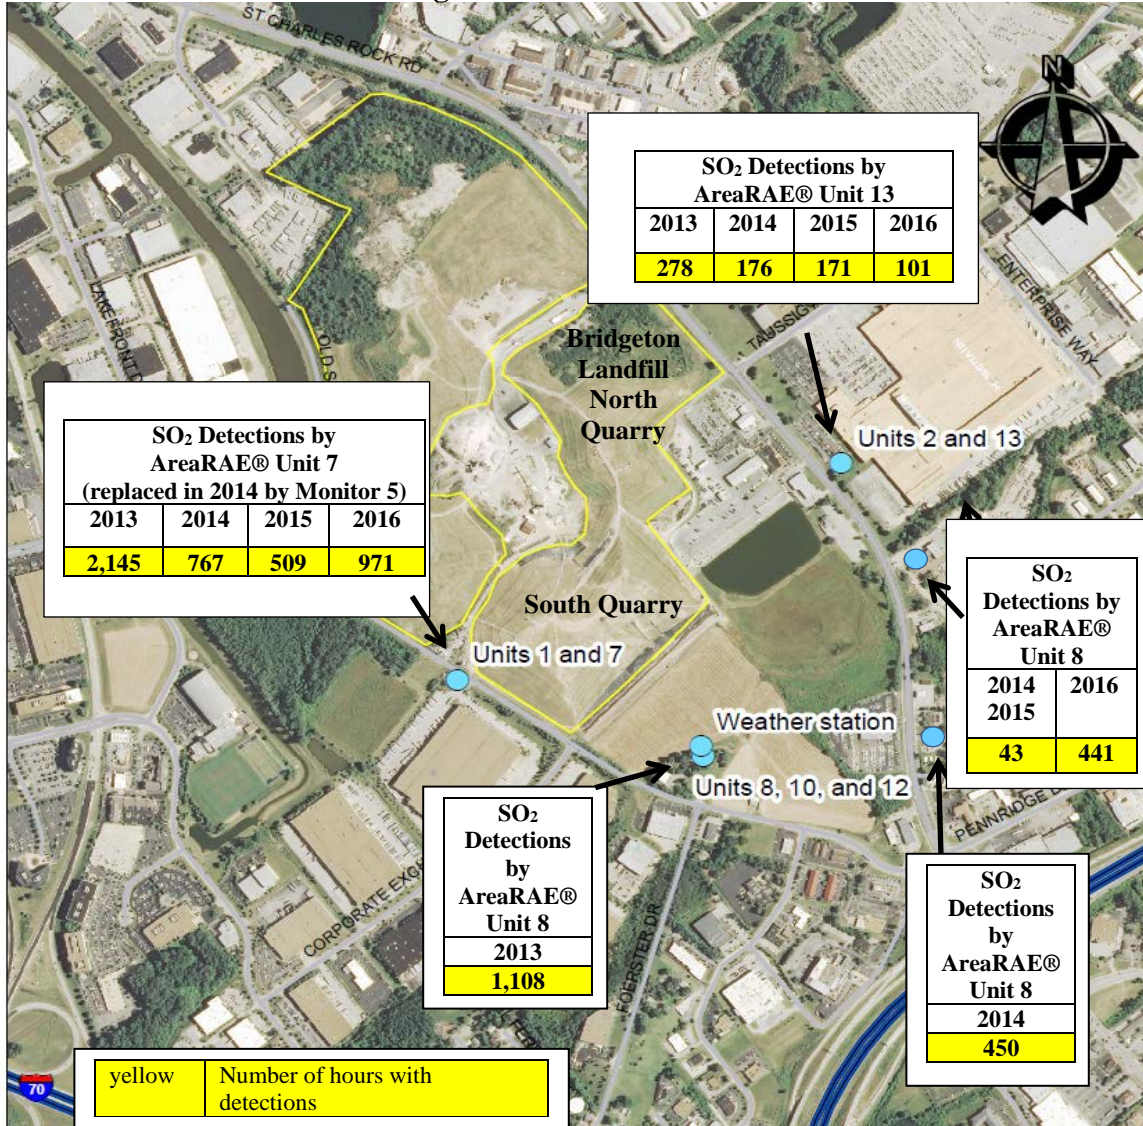 ST CHARLES ROCK RD
N
SO₂ Detections by
AreaRAE® Unit 13
2013 2014 2015 2016
278 176 171 101
ENTERPRISE WAY
LAKEFRONT
OLD S
Bridgeton
Landfill
North
Quarry
SO₂ Detections by
AreaRAE® Unit 7
(replaced in 2014 by Monitor 5)
2013 2014 2015 2016
2,145 767 509 971
Units 2 and 13
SO₂
Detections by
AreaRAE®
Unit 8
2014 2016
2015
43 441
South Quarry
Units 1 and 7
Weather station
Units 8, 10, and 12
PENNRIDGE
SO₂
Detections
by
AreaRAE®
Unit 8
2013
1,108
CORPORATE
FOERSTER DR
SO₂
Detections
by
AreaRAE®
Unit 8
2014
450
yellow Number of hours with
detections
70